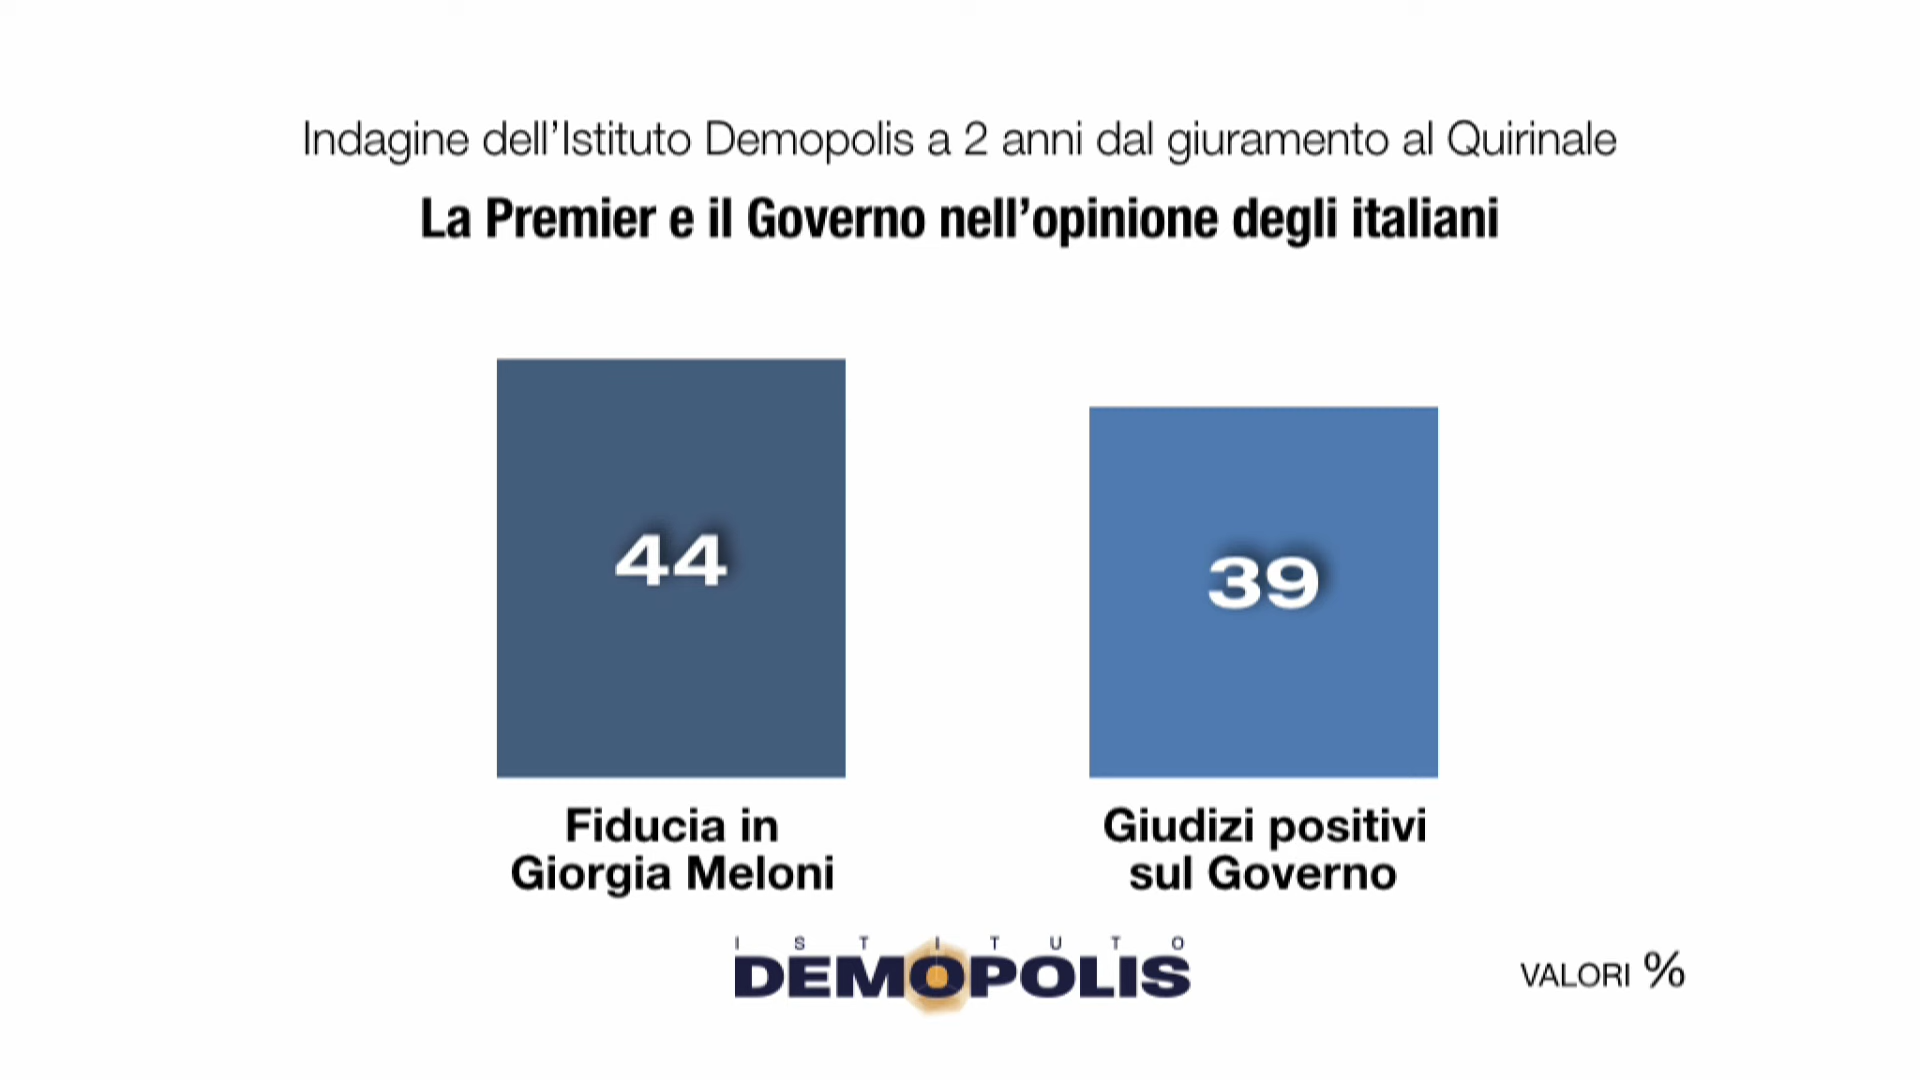 Indagine dell’Istituto Demopolis a 2 anni dal giuramento al Quirinale
La Premier e il Governo nell’opinione degli italiani
44
39
Fiducia in
Giorgia Meloni
Giudizi positivi
sul Governo
ISTITUTO
DEMOPOLIS
VALORI %